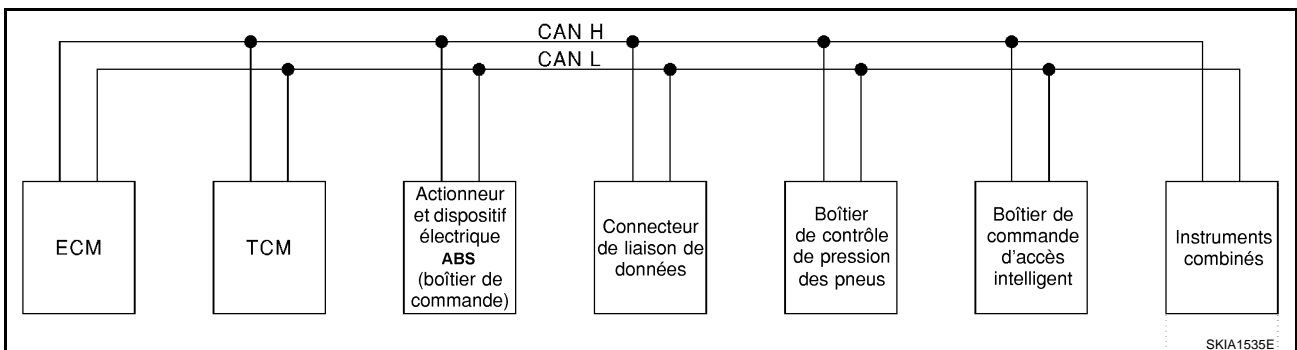 CAN H
CAN L
ECM
TCM
Actionneur
et dispositif
électrique
ABS
(boîtier de
commande)
Connecteur
de liaison de
données
Boîtier
de contrôle
de pression
des pneus
Boîtier de
commande
d'accès
intelligent
Instruments
combinés
SKIA1535E